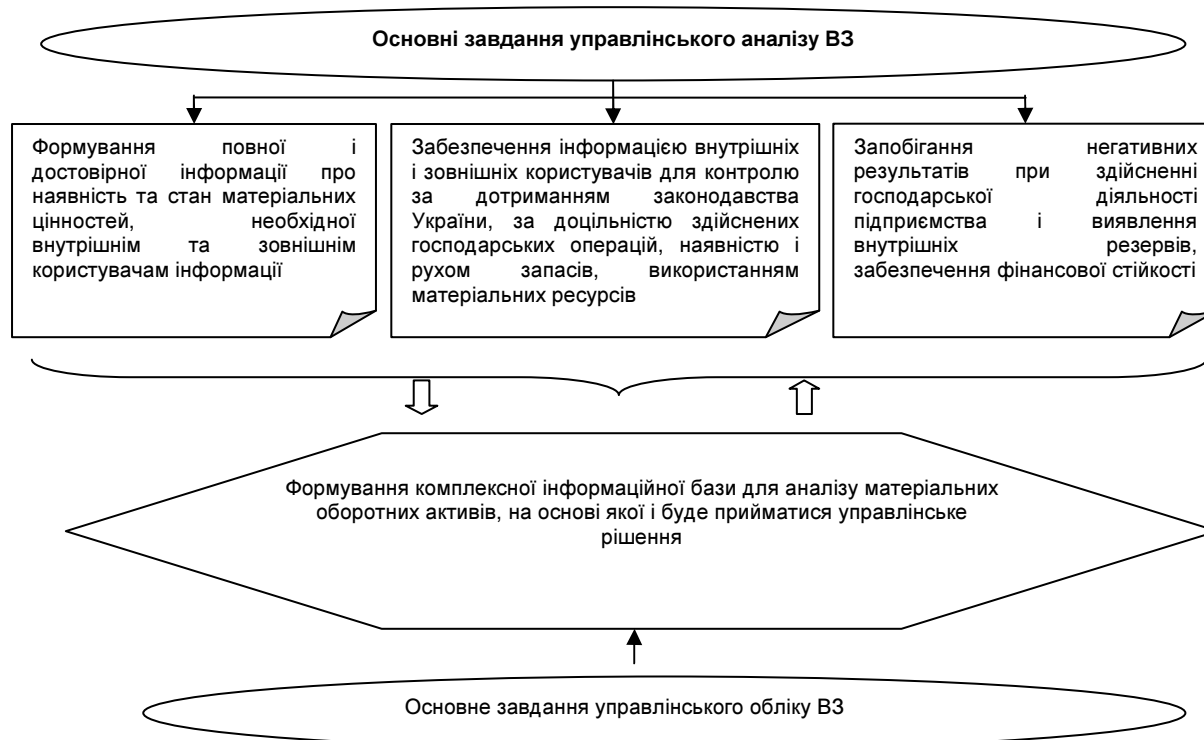 Основні завдання управлінського аналізу ВЗ
Формування повної і
достовірної інформації про
наявність та стан матеріальних
цінностей, необхідної
внутрішнім та зовнішнім
користувачам інформації
Забезпечення інформацією внутрішніх
і зовнішніх користувачів для контролю
за дотриманням законодавства
України, за доцільністю здійснених
господарських операцій, наявністю і
рухом запасів, використанням
матеріальних ресурсів
Запобігання негативних
результатів при здійсненні
господарської діяльності
підприємства і виявлення
внутрішніх резервів,
забезпечення фінансової стійкості
Формування комплексної інформаційної бази для аналізу матеріальних
оборотних активів, на основі якої і буде прийматися управлінське
рішення
Основне завдання управлінського обліку ВЗ